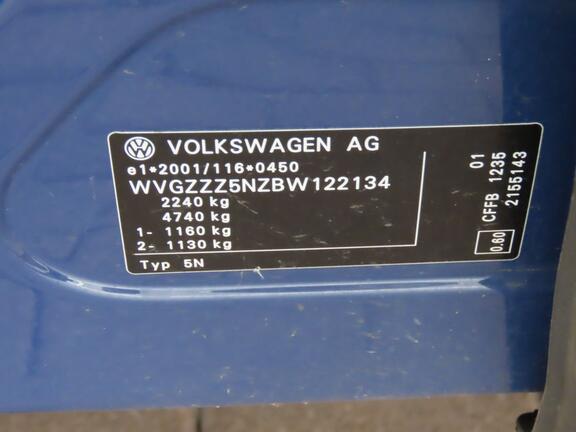 VOLKSWAGEN AG
e1*2001/116*0450
WVGZZZ5NZBW122134
2240 kg
4740 kg
1- 1160 kg
2- 1130 kg
Typ 5N
01
CFFB 1235
2155143
0.60